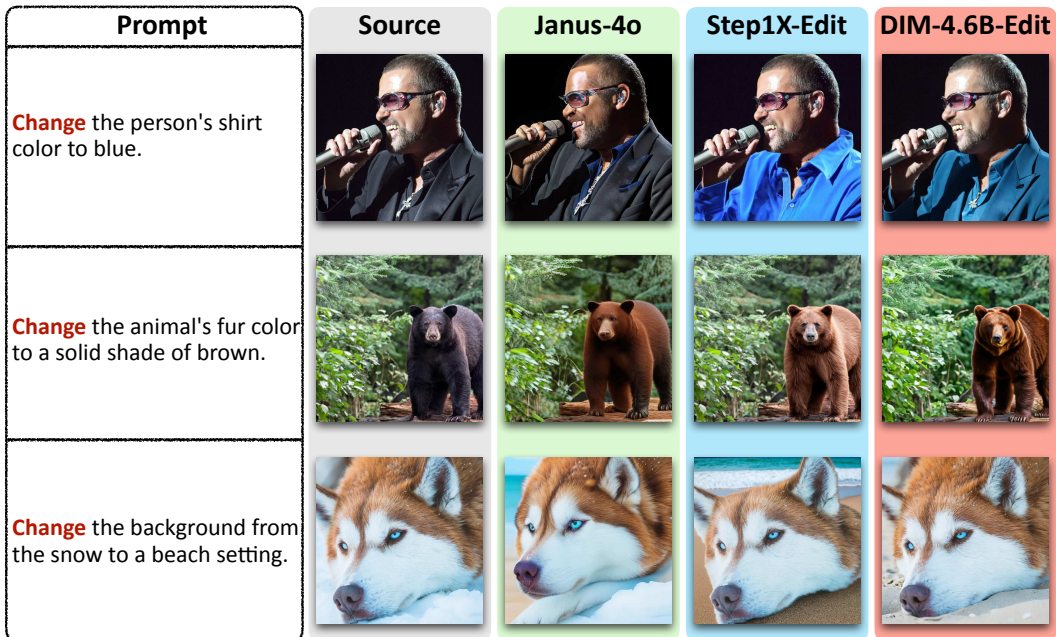 Prompt
Source
Janus-4o
Step1X-Edit
DIM-4.6B-Edit
Change the person's shirt
color to blue.
Change the animal's fur color
to a solid shade of brown.
Change the background from
the snow to a beach setting.